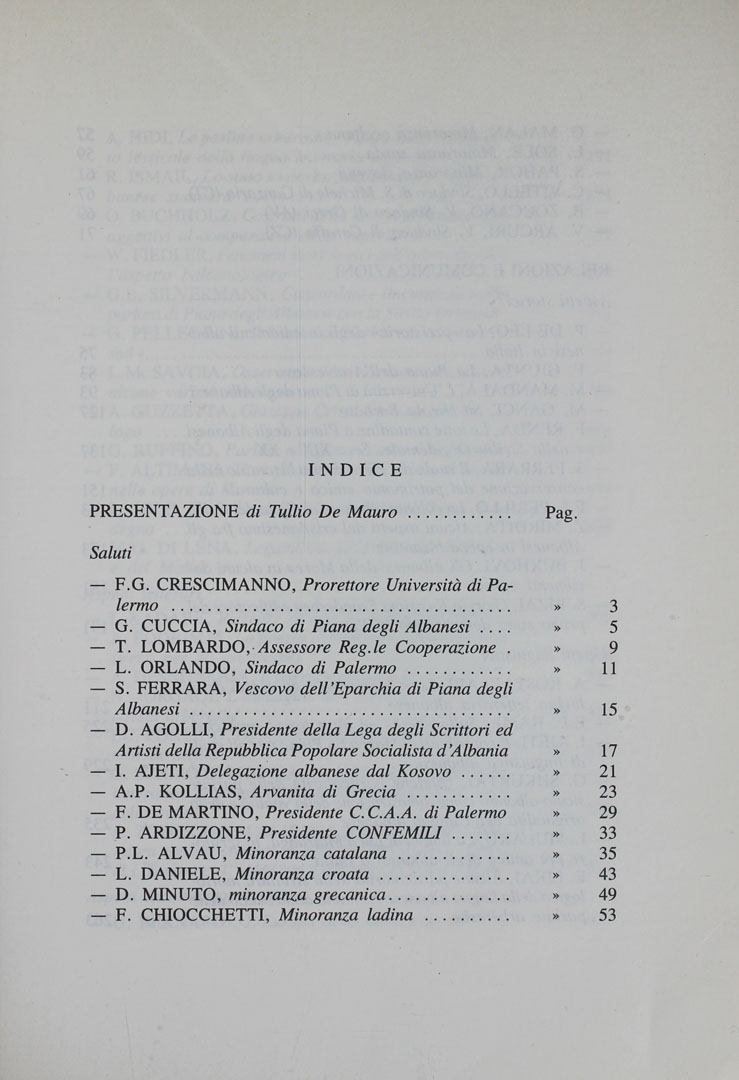 INDICE
PRESENTAZIONE di Tullio De Mauro ............ Pag.
Saluti
— F.G. CRESCIMANNO, Prorettore Università di Pa-
lermo ...................................... » 3
— G. CUCCIA, Sindaco di Piana degli Albanesi .... » 5
— T. LOMBARDO, Assessore Reg.le Cooperazione . » 9
— L. ORLANDO, Sindaco di Palermo ............ » 11
— S. FERRARA, Vescovo dell'Eparchia di Piana degli
Albanesi .................................... » 15
— D. AGOLLI, Presidente della Lega degli Scrittori ed
Artisti della Repubblica Popolare Socialista d'Albania » 17
— I. AJETI, Delegazione albanese dal Kosovo ...... » 21
— A.P. KOLLIAS, Arvanita di Grecia ............ » 23
— F. DE MARTINO, Presidente C.C.A.A. di Palermo » 29
— P. ARDIZZONE, Presidente CONFEMILI ....... » 33
— P.L. ALVAU, Minoranza catalana ............. » 35
— L. DANIELE, Minoranza croata ............... » 43
— D. MINUTO, minoranza grecanica.............. » 49
— F. CHIOCCHETTI, Minoranza ladina .......... » 53